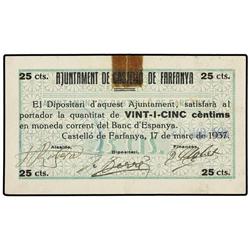 25 cts. AJUNTAMENT DE CASTELLÓ DE FARFANYA 25 cts.
El Dipositari d'aquest Ajuntament, satisfarà al
portador la quantitat de VINT-I-CINC cèntims
en moneda corrent del Banc d'Espanya.
Castelló de Farfanya, 17 de març de 1937.
Alcalde, Dipositari, Finances,
25 cts. 25 cts.